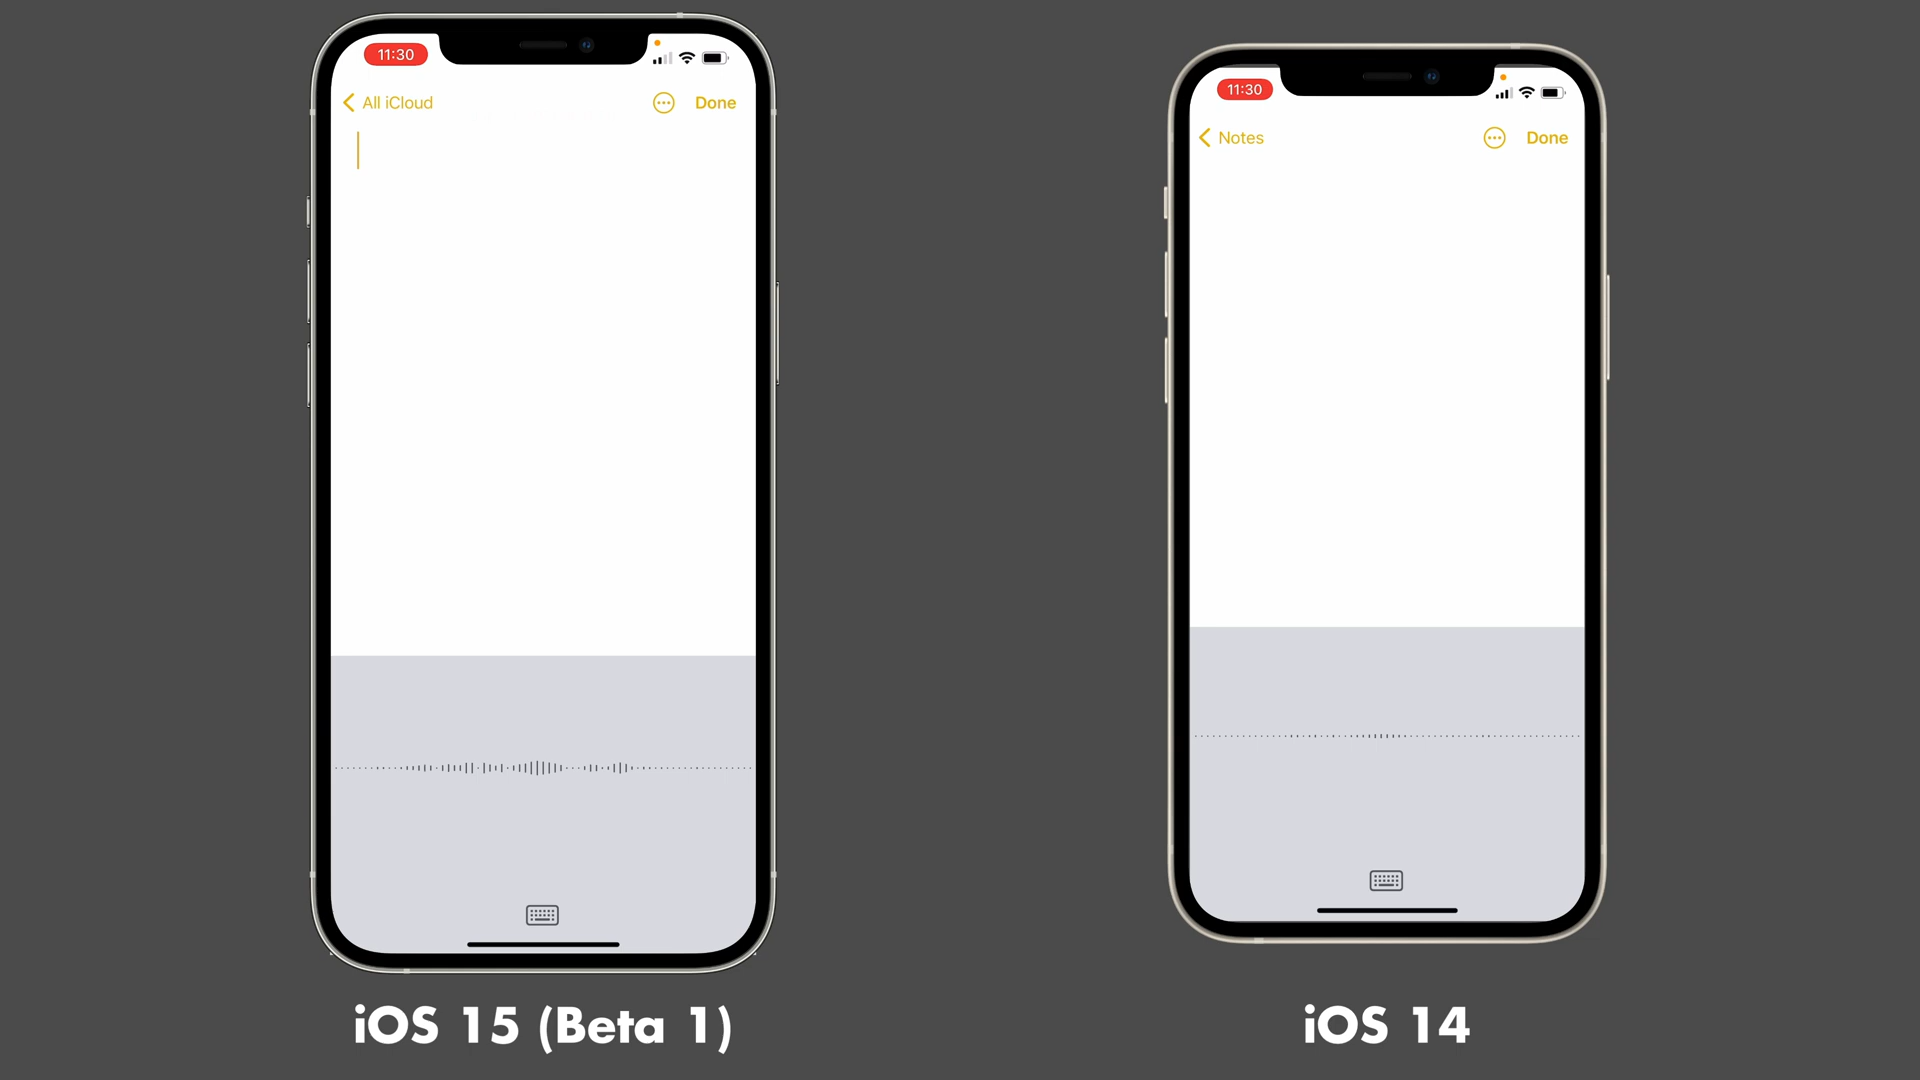 11:30
All iCloud
Done
iOS 15 (Beta 1)
11:30
Notes
Done
iOS 14